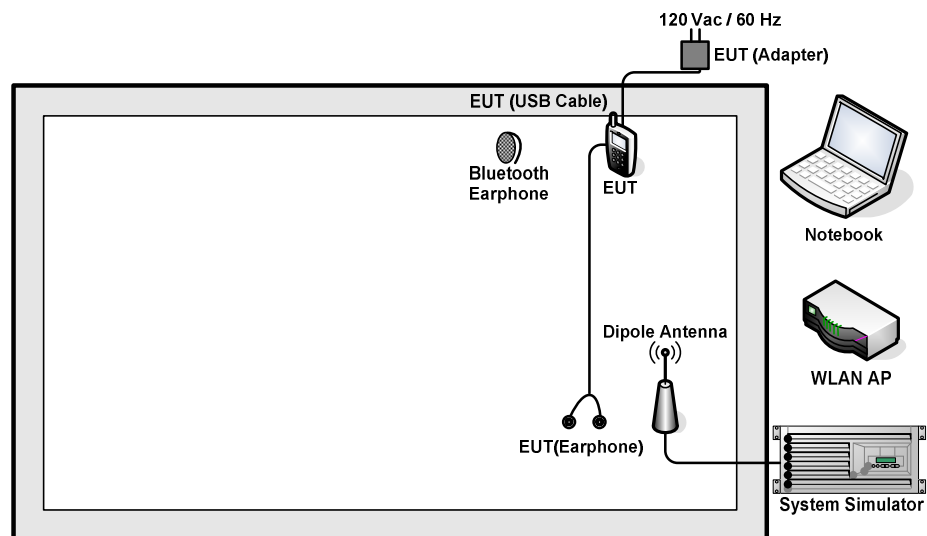 120 Vac / 60 Hz
EUT (Adapter)
EUT (USB Cable)
Bluetooth
Earphone
EUT
Notebook
Dipole Antenna
WLAN AP
EUT(Earphone)
System Simulator